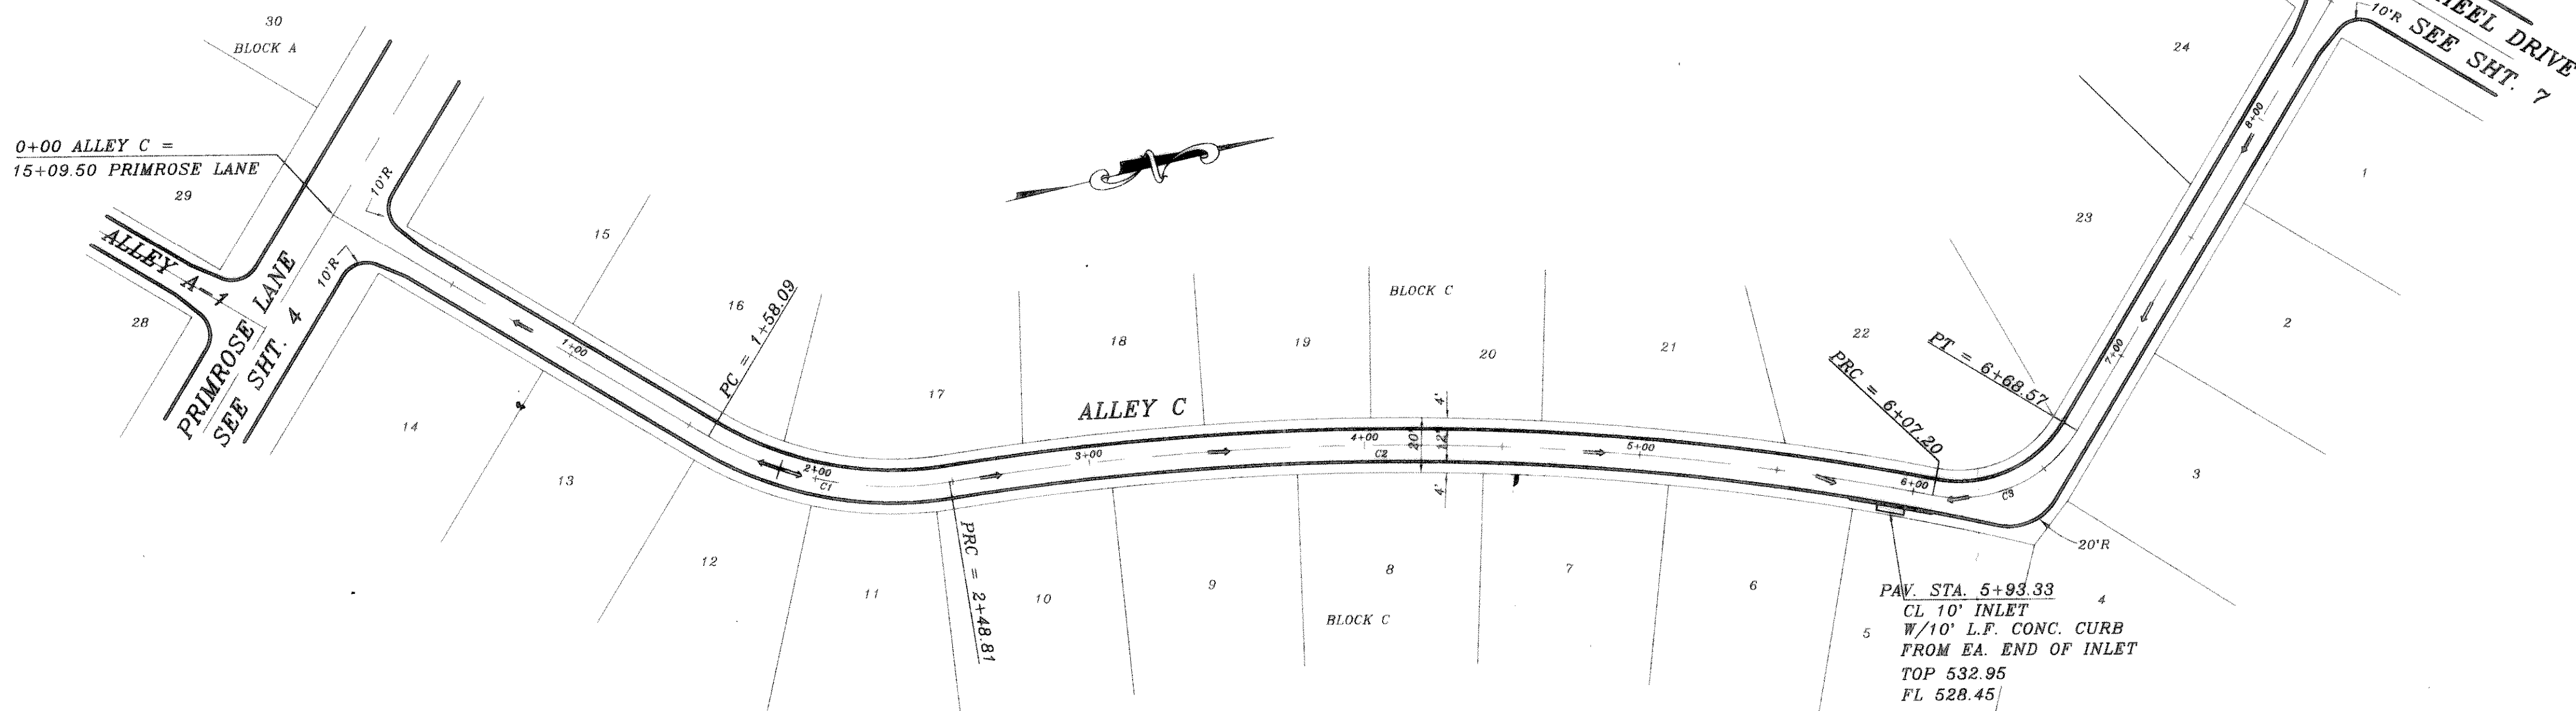 30
BLOCK A
0+00 ALLEY C =
15+09.50 PRIMROSE LANE
29
ALLEY A-1
28
PRIMROSE LANE
SEE SHT. 4
10'R
10'R
15
1+00
14
13
16
PC = 1+58.09
2+00
C1
12
11
17
PRC = 2+48.81
10
3+00
ALLEY C
18
9
19
BLOCK C
4+00
C2
20'
12'
4'
4'
8
BLOCK C
20
7
5+00
21
6
22
PRC = 6+07.20
6+00
PT = 6+68.57
C3
20'R
PAV. STA. 5+93.33
CL 10' INLET
W/10' L.F. CONC. CURB
FROM EA. END OF INLET
TOP 532.95
FL 528.45
5
4
3
2
1
7+00
23
24
8+00
10'R
HEEL DRIVE
SEE SHT. 7